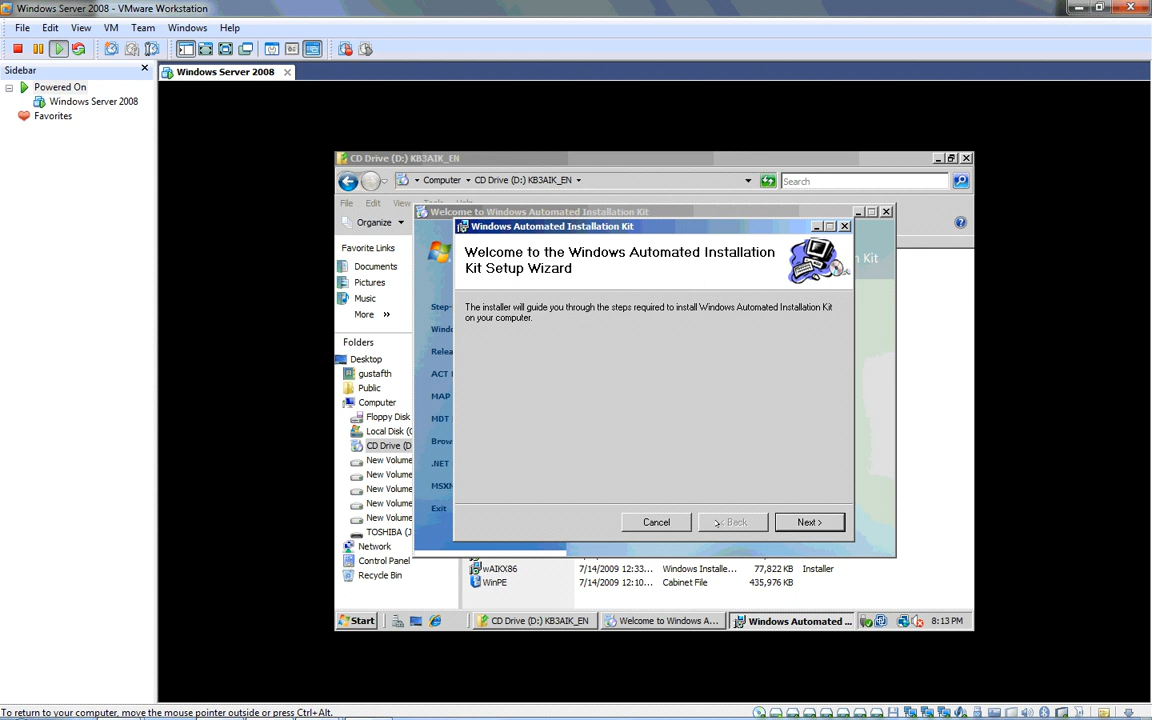 Windows Server 2008 - VMware Workstation
File Edit View VM Team Windows Help
Sidebar
Windows Server 2008
Powered On
Windows Server 2008
Favorites
CD Drive (D:) KB3AIK_EN
Computer CD Drive (D:) KB3AIK_EN Search
File Edit View Tools Help
Organize
Welcome to Windows Automated Installation Kit
Windows Automated Installation Kit
Welcome to the Windows Automated Installation
Kit Setup Wizard
n Kit
The installer will guide you through the steps required to install Windows Automated Installation Kit
on your computer.
Cancel < Back Next >
Favorite Links
Documents
Pictures
Music
More »
Folders
Desktop
gustafth
Public
Computer
Floppy Disk
Local Disk (C
CD Drive (D
New Volume
New Volume
New Volume
New Volume
New Volume
TOSHIBA (J
Network
Control Panel
Recycle Bin
Step-
Windo
Relea
ACT
MAP
MDT
Brow
.NET
MSXM
Exit
wAIKX86 7/14/2009 12:33... Windows Installe... 77,822 KB Installer
WinPE 7/14/2009 12:10... Cabinet File 435,976 KB
Start CD Drive (D:) KB3AIK_EN Welcome to Windows A... Windows Automated ... 8:13 PM
To return to your computer, move the mouse pointer outside or press Ctrl+Alt.